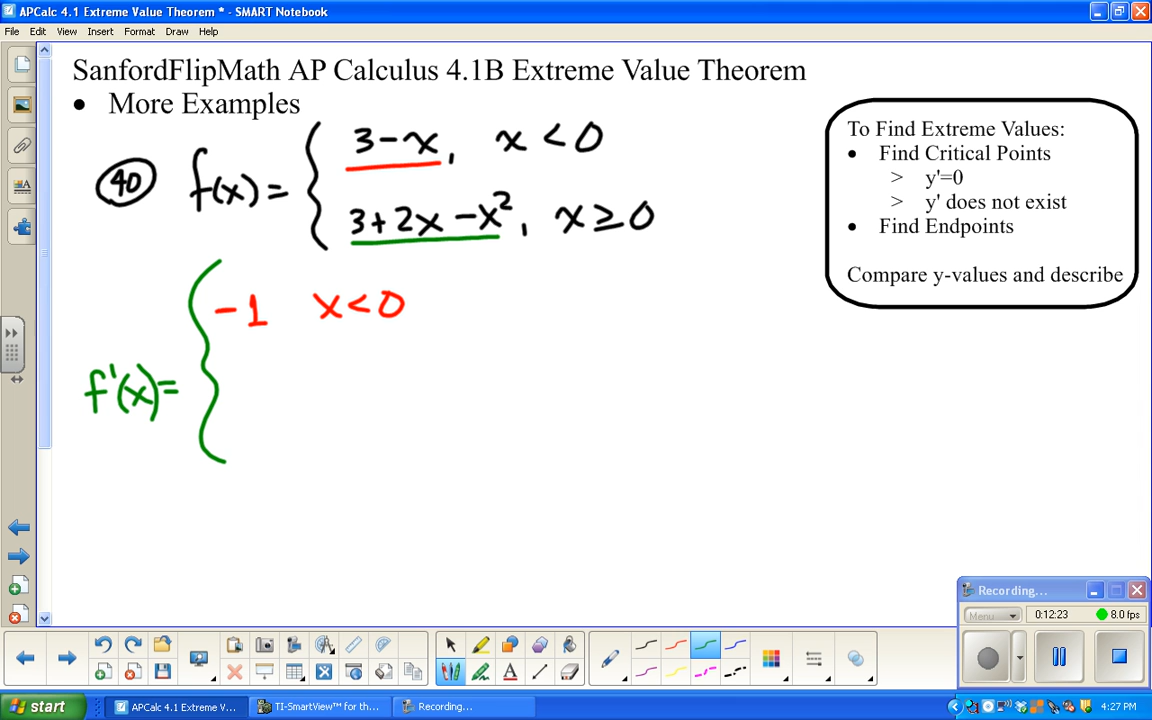 APCalc 4.1 Extreme Value Theorem * - SMART Notebook
File Edit View Insert Format Draw Help
SanfordFlipMath AP Calculus 4.1B Extreme Value Theorem
• More Examples
40 f(x) = { 3-x, x < 0
3+2x-x², x ≥ 0
To Find Extreme Values:
• Find Critical Points
> y'=0
> y' does not exist
• Find Endpoints
Compare y-values and describe
f'(x) = { -1 x < 0
Recording...
Menu 0:12:23 8.0 fps
start APCalc 4.1 Extreme V... TI-SmartView™ for th... Recording... 4:27 PM